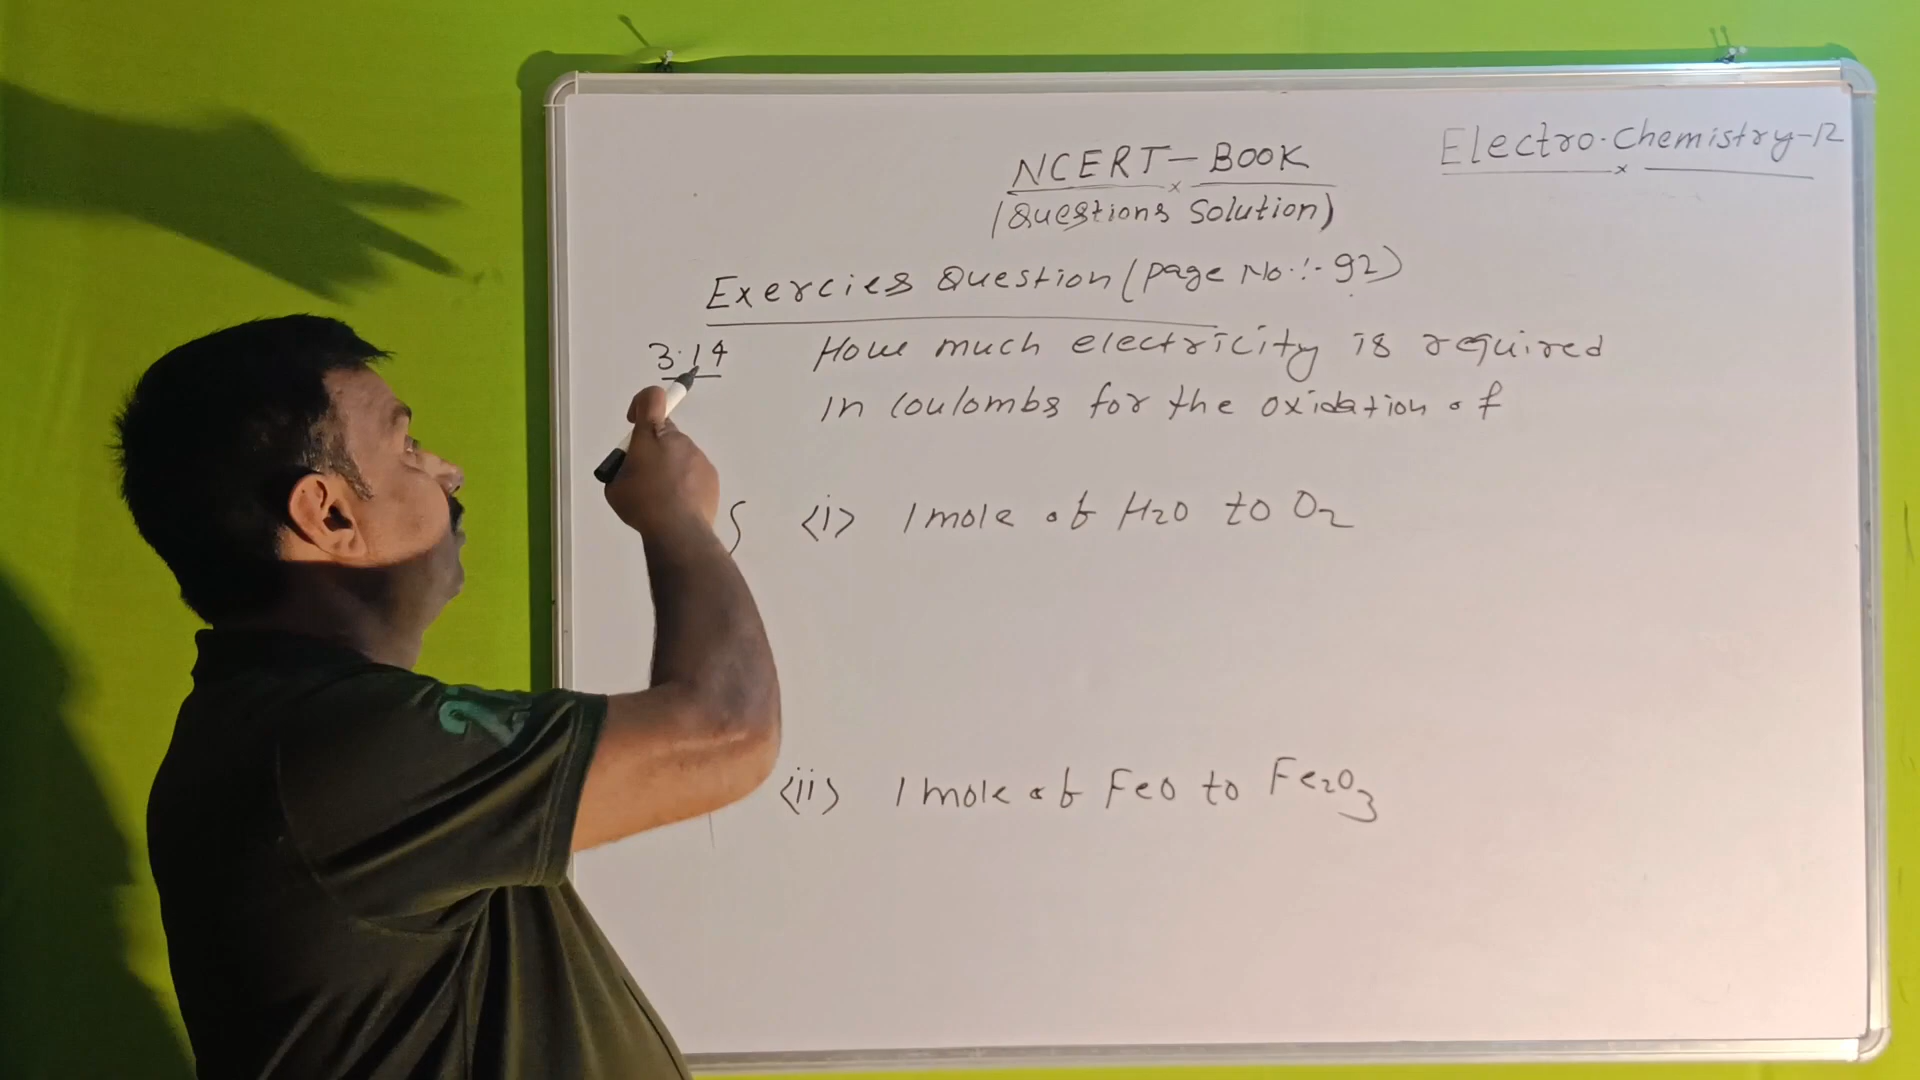 Electro.Chemistry-12
NCERT-BOOK
(Questions Solution)
Exercies Question (page No.:- 92)
3.14 How much electricity is required
in Coulombs for the oxidation of
(i) 1 mole of H2O to O2
(ii) 1 mole of FeO to Fe2O3